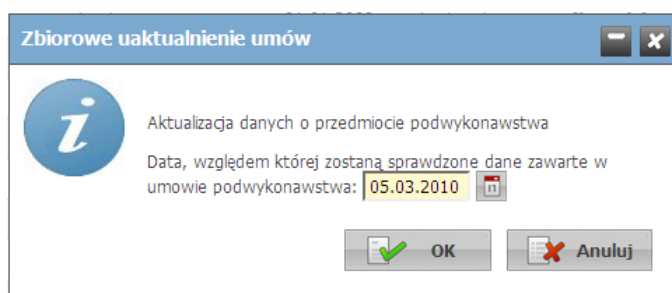 Zbiorowe uaktualnienie umów
Aktualizacja danych o przedmiocie podwykonawstwa
Data, względem której zostaną sprawdzone dane zawarte w
umowie podwykonawstwa: 05.03.2010
OK Anuluj